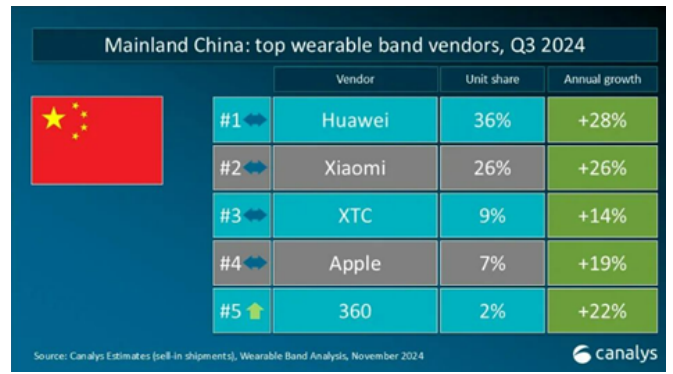 Mainland China: top wearable band vendors, Q3 2024
Vendor Unit share Annual growth
#1 Huawei 36% +28%
#2 Xiaomi 26% +26%
#3 XTC 9% +14%
#4 Apple 7% +19%
#5 360 2% +22%
Source: Canalys Estimates (sell-in shipments), Wearable Band Analysis, November 2024
canalys